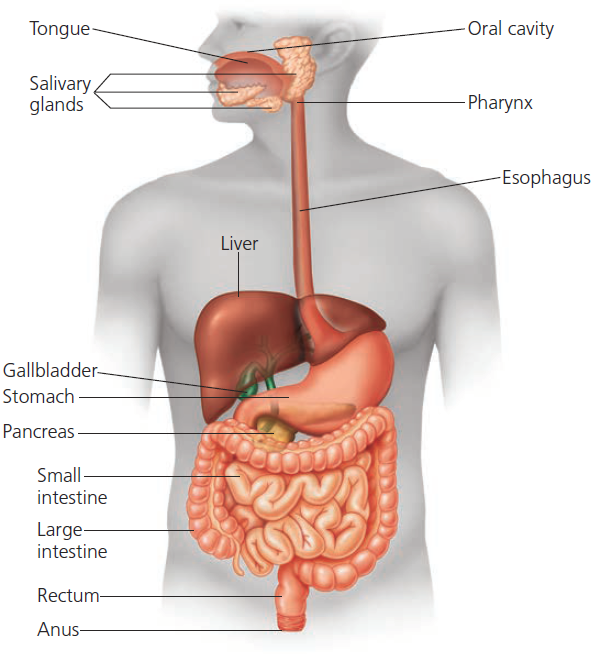 Tongue
Oral cavity
Salivary
glands
Pharynx
Esophagus
Liver
Gallbladder
Stomach
Pancreas
Small
intestine
Large
intestine
Rectum
Anus